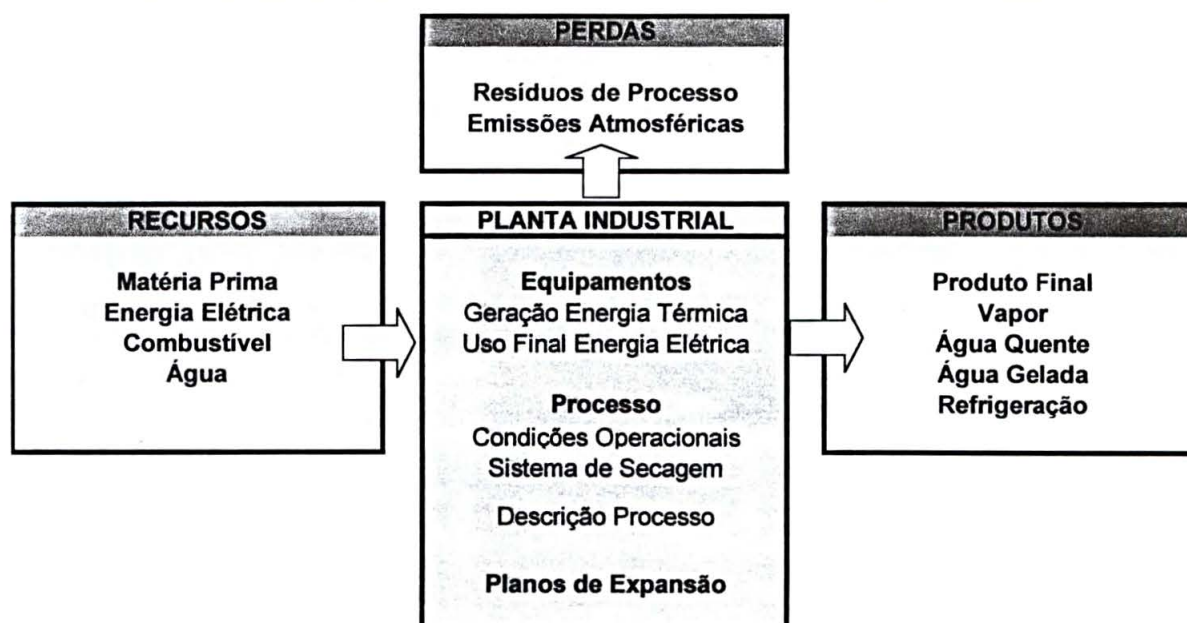 PERDAS
Resíduos de Processo
Emissões Atmosféricas
RECURSOS
Matéria Prima
Energia Elétrica
Combustível
Água
PLANTA INDUSTRIAL
Equipamentos
Geração Energia Térmica
Uso Final Energia Elétrica
Processo
Condições Operacionais
Sistema de Secagem
Descrição Processo
Planos de Expansão
PRODUTOS
Produto Final
Vapor
Água Quente
Água Gelada
Refrigeração